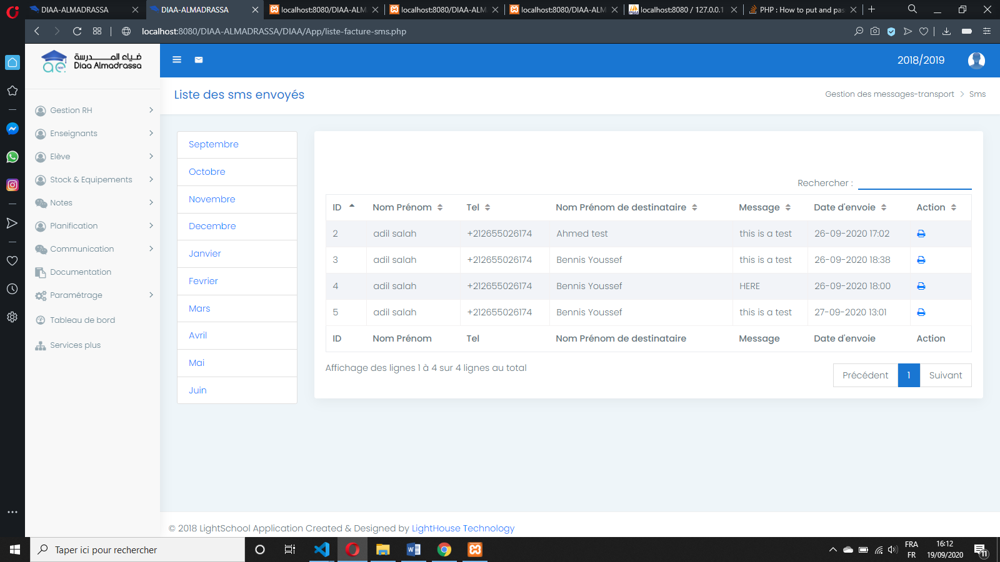 DIAA-ALMADRASSA
DIAA-ALMADRASSA
localhost:8080/DIAA-ALM
localhost:8080/DIAA-ALM
localhost:8080/DIAA-ALM
localhost:8080 / 127.0.0.1
PHP : How to put and pas
localhost:8080/DIAA-ALMADRASSA/DIAA/App/liste-facture-sms.php
ضياء المدرسة
Diaa Almadrassa
2018/2019
Liste des sms envoyés
Gestion des messages-transport > Sms
Gestion RH
Enseignants
Elève
Stock & Equipements
Notes
Planification
Communication
Documentation
Paramétrage
Tableau de bord
Services plus
Septembre
Octobre
Novembre
Decembre
Janvier
Fevrier
Mars
Avril
Mai
Juin
Rechercher :
ID Nom Prénom Tel Nom Prénom de destinataire Message Date d'envoie Action
2 adil salah +212655026174 Ahmed test this is a test 26-09-2020 17:02
3 adil salah +212655026174 Bennis Youssef this is a test 26-09-2020 18:38
4 adil salah +212655026174 Bennis Youssef HERE 26-09-2020 18:00
5 adil salah +212655026174 Bennis Youssef this is a test 27-09-2020 13:01
ID Nom Prénom Tel Nom Prénom de destinataire Message Date d'envoie Action
Affichage des lignes 1 à 4 sur 4 lignes au total
Précédent 1 Suivant
© 2018 LightSchool Application Created & Designed by LightHouse Technology
Taper ici pour rechercher
FRA
FR
16:12
19/09/2020
11